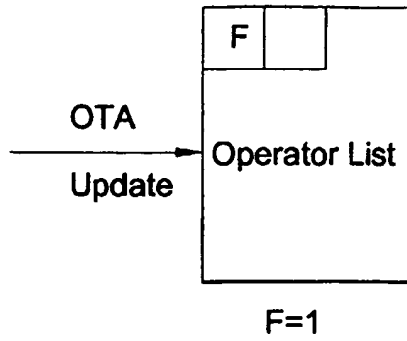 F
OTA
Operator List
Update
F=1